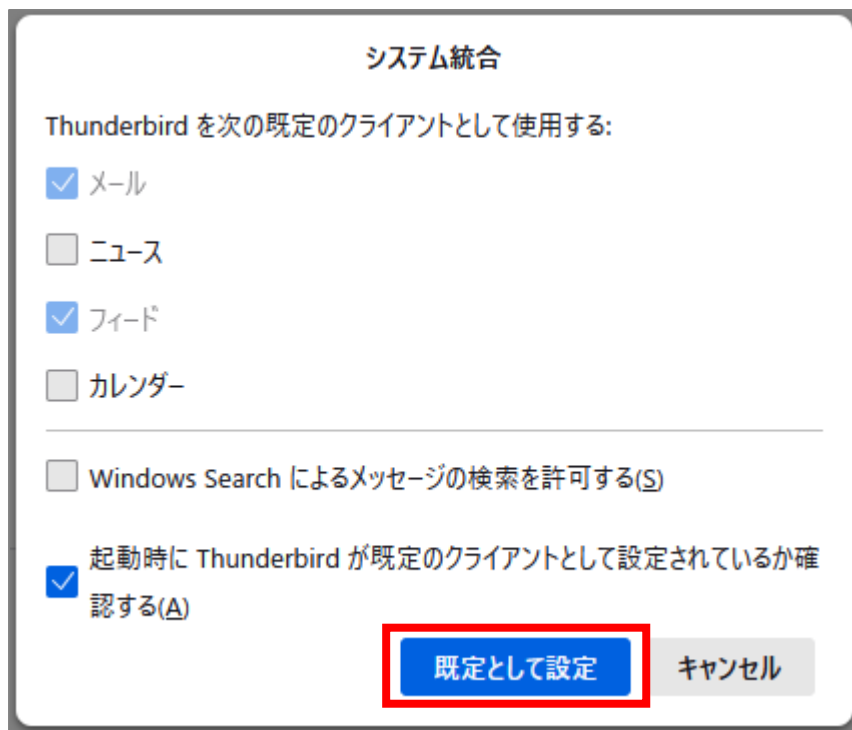 システム統合
Thunderbird を次の既定のクライアントとして使用する:
メール
ニュース
フィード
カレンダー
Windows Search によるメッセージの検索を許可する(S)
起動時に Thunderbird が既定のクライアントとして設定されているか確
認する(A)
既定として設定
キャンセル